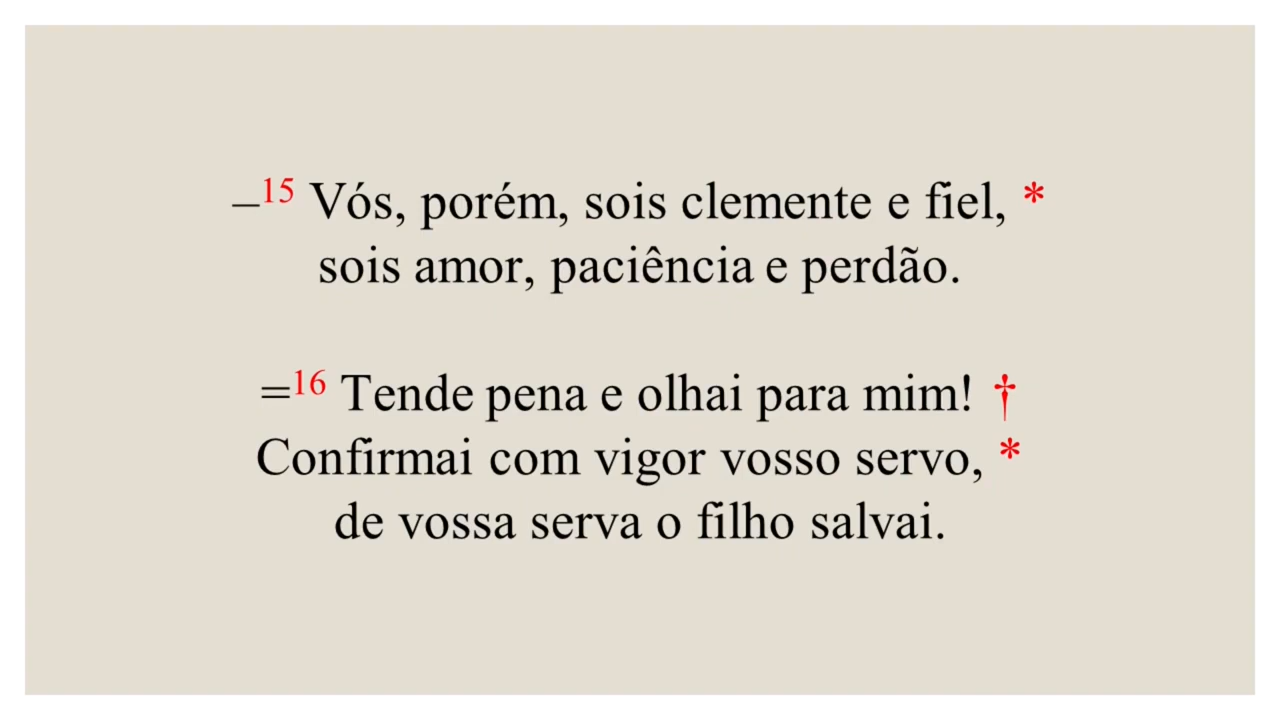 –15 Vós, porém, sois clemente e fiel, *
sois amor, paciência e perdão.
=16 Tende pena e olhai para mim! †
Confirmai com vigor vosso servo, *
de vossa serva o filho salvai.